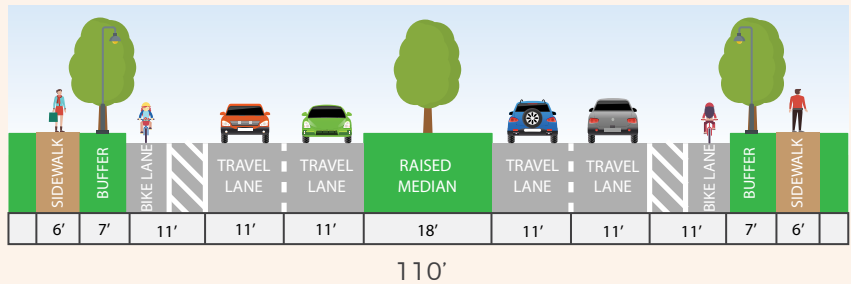 SIDEWALK
BUFFER
BIKE LANE
TRAVEL
LANE
TRAVEL
LANE
RAISED
MEDIAN
TRAVEL
LANE
TRAVEL
LANE
BIKE LANE
BUFFER
SIDEWALK
6’ 7’ 11’ 11’ 11’ 18’ 11’ 11’ 11’ 7’ 6’
110’